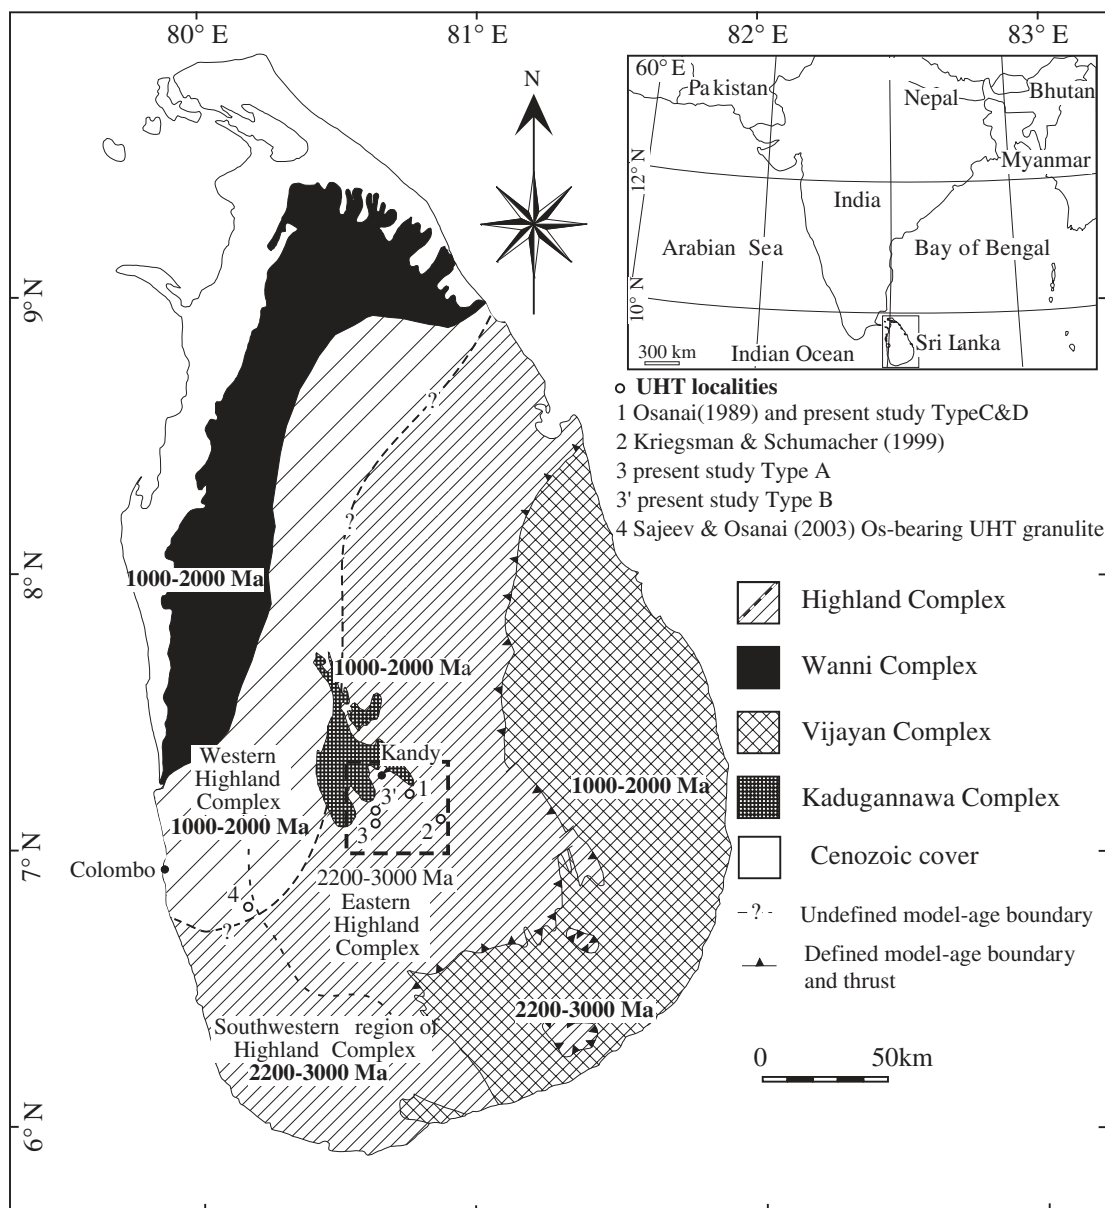 80° E
81° E
82° E
83° E
N
60° E
Pakistan
Nepal
Bhutan
12° N
Myanmar
India
Arabian Sea
Bay of Bengal
10° N
300 km
Indian Ocean
Sri Lanka
9° N
8° N
7° N
6° N
UHT localities
1 Osanai(1989) and present study TypeC&D
2 Kriegsman & Schumacher (1999)
3 present study Type A
3' present study Type B
4 Sajeev & Osanai (2003) Os-bearing UHT granulite
?
?
1000-2000 Ma
1000-2000 Ma
Kandy
Western
Highland
Complex
1000-2000 Ma
1
3'
3
2
1000-2000 Ma
Colombo
4
?
2200-3000 Ma
Eastern
Highland
Complex
2200-3000 Ma
Southwestern region of
Highland Complex
2200-3000 Ma
Highland Complex
Wanni Complex
Vijayan Complex
Kadugannawa Complex
Cenozoic cover
-?- Undefined model-age boundary
Defined model-age boundary
and thrust
0 50km